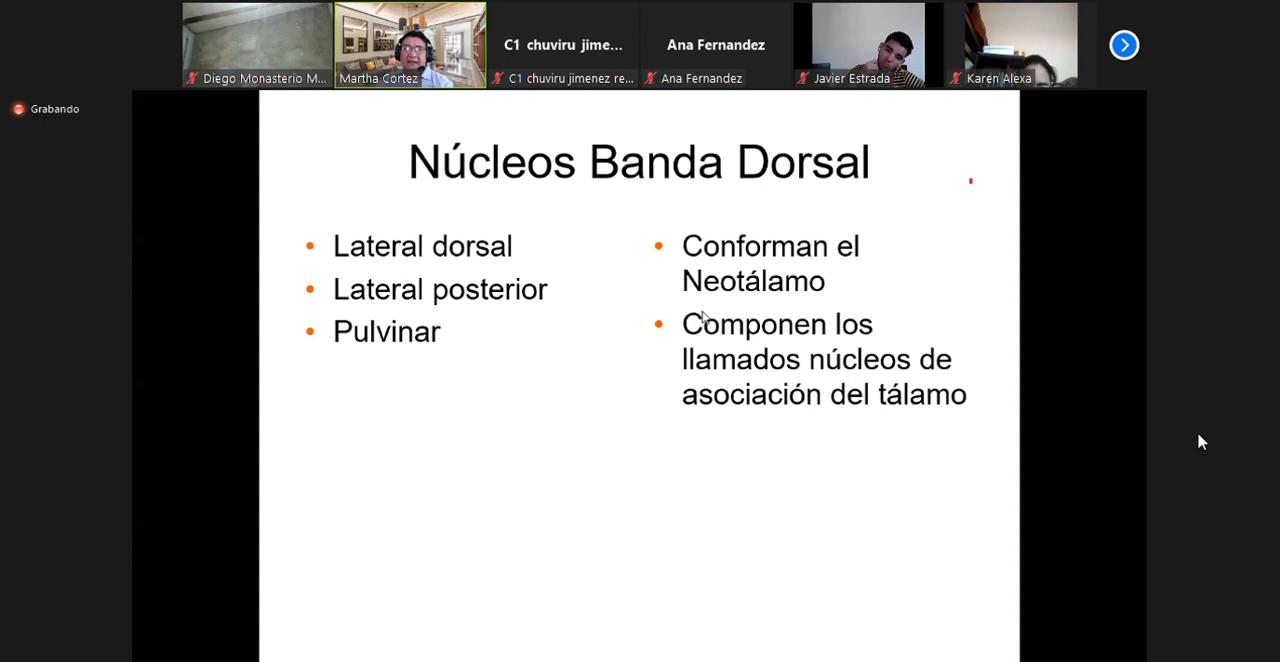 C1 chuviru jime...
Ana Fernandez
Diego Monasterio M...
Martha Cortez
C1 chuviru jimenez re...
Ana Fernandez
Javier Estrada
Karen Alexa
Grabando
Núcleos Banda Dorsal
Lateral dorsal
Lateral posterior
Pulvinar
Conforman el
Neotálamo
Componen los
llamados núcleos de
asociación del tálamo